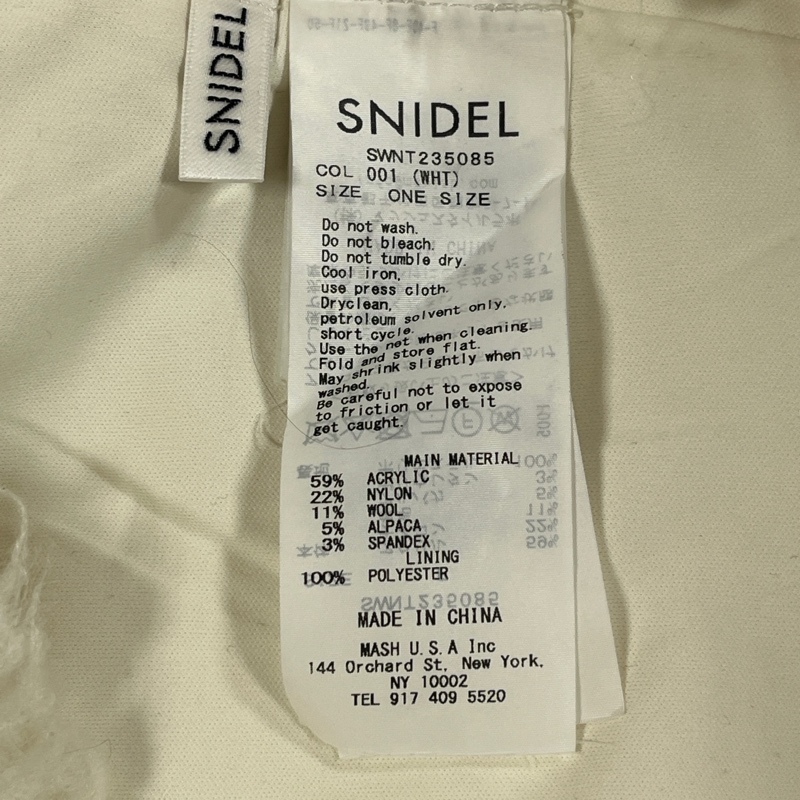 SNIDEL
SNIDEL
SWNT235085
COL 001 (WHT)
SIZE ONE SIZE
Do not wash.
Do not bleach.
Do not tumble dry.
Cool iron,
use press cloth.
Dryclean,
petroleum solvent only,
short cycle.
Use the net when cleaning.
Fold and store flat.
May shrink slightly when
washed.
Be careful not to expose
to friction or let it
get caught.
MAIN MATERIAL
59% ACRYLIC
22% NYLON
11% WOOL
5% ALPACA
3% SPANDEX
LINING
100% POLYESTER
MADE IN CHINA
MASH U.S.A Inc
144 Orchard St, New York,
NY 10002
TEL 917 409 5520